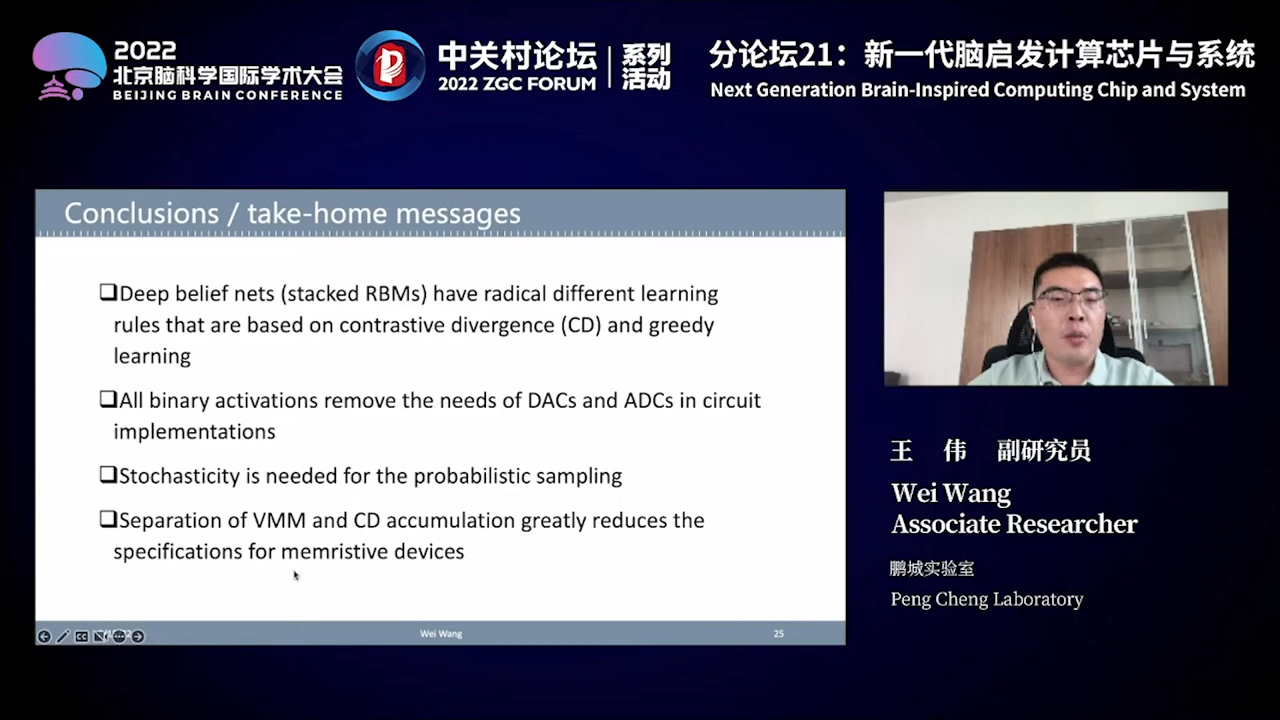 2022
北京脑科学国际学术大会
BEIJING BRAIN CONFERENCE
中关村论坛
2022 ZGC FORUM
系列
活动
分论坛21：新一代脑启发计算芯片与系统
Next Generation Brain-Inspired Computing Chip and System
Conclusions / take-home messages
❑Deep belief nets (stacked RBMs) have radical different learning
rules that are based on contrastive divergence (CD) and greedy
learning
❑All binary activations remove the needs of DACs and ADCs in circuit
implementations
❑Stochasticity is needed for the probabilistic sampling
❑Separation of VMM and CD accumulation greatly reduces the
specifications for memristive devices
Wei Wang
25
王 伟 副研究员
Wei Wang
Associate Researcher
鹏城实验室
Peng Cheng Laboratory